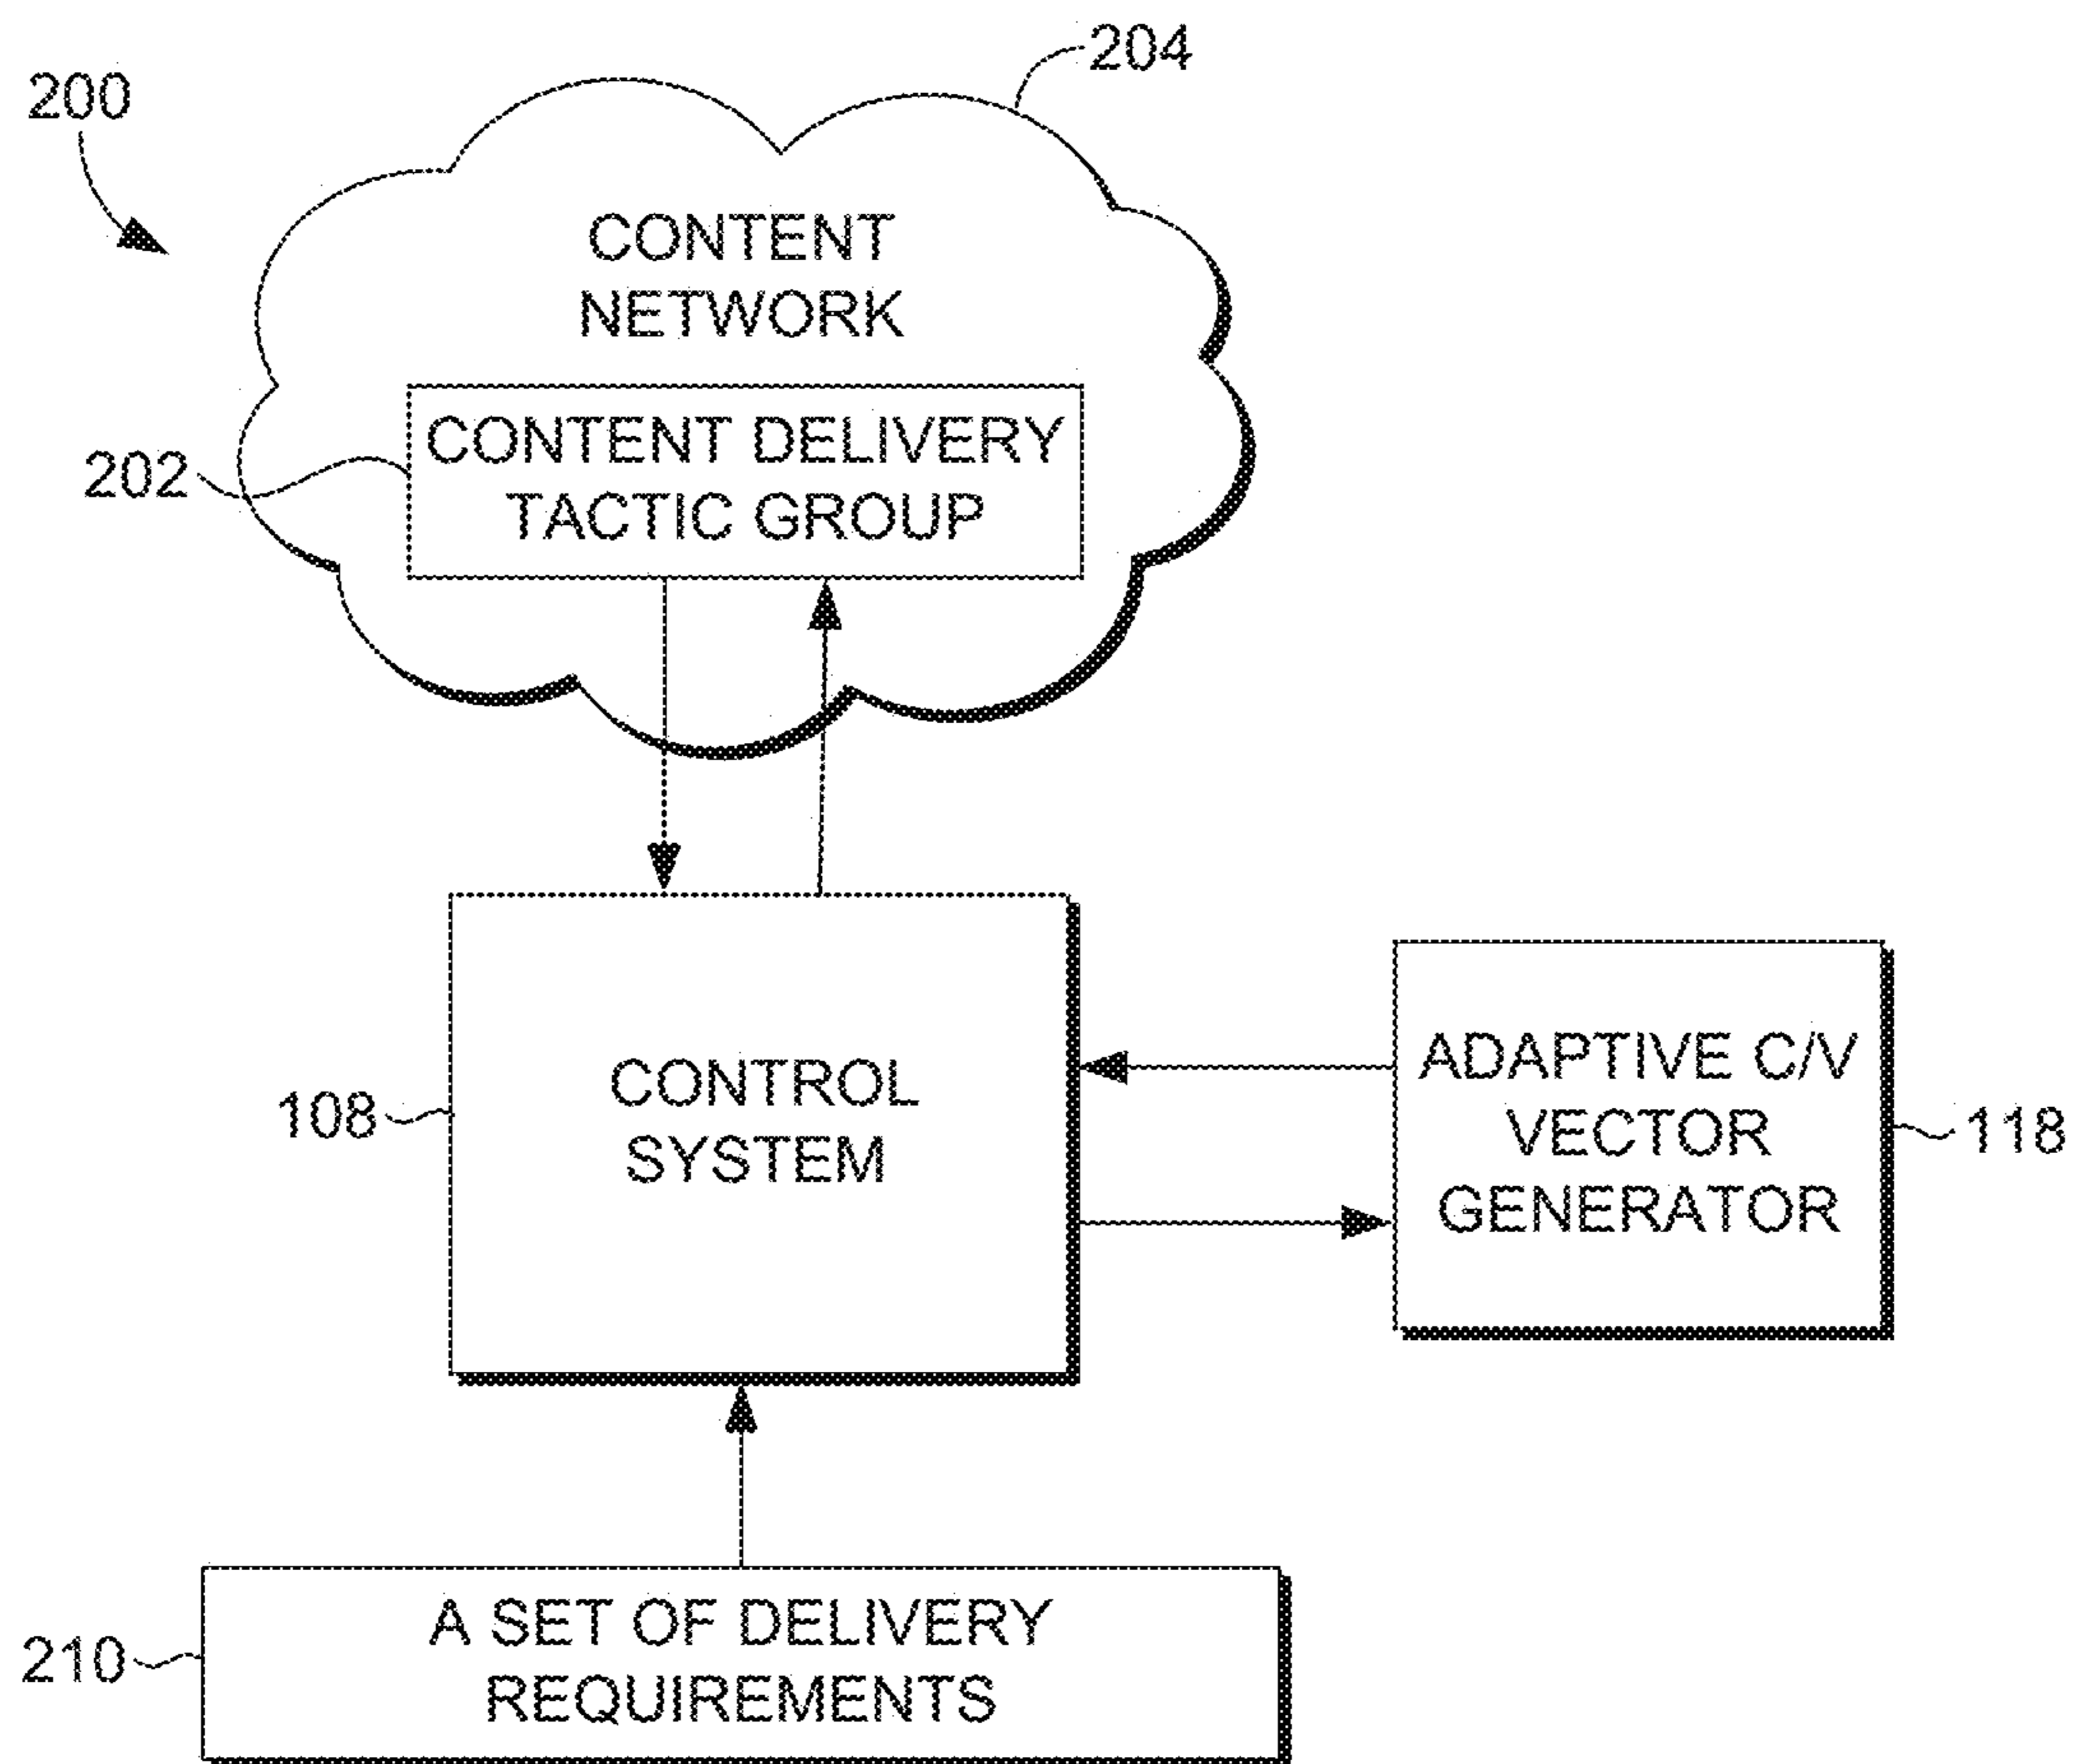 204
200
CONTENT
NETWORK
CONTENT DELIVERY
TACTIC GROUP
202
CONTROL
SYSTEM
108
ADAPTIVE C/V
VECTOR
GENERATOR
118
A SET OF DELIVERY
REQUIREMENTS
210